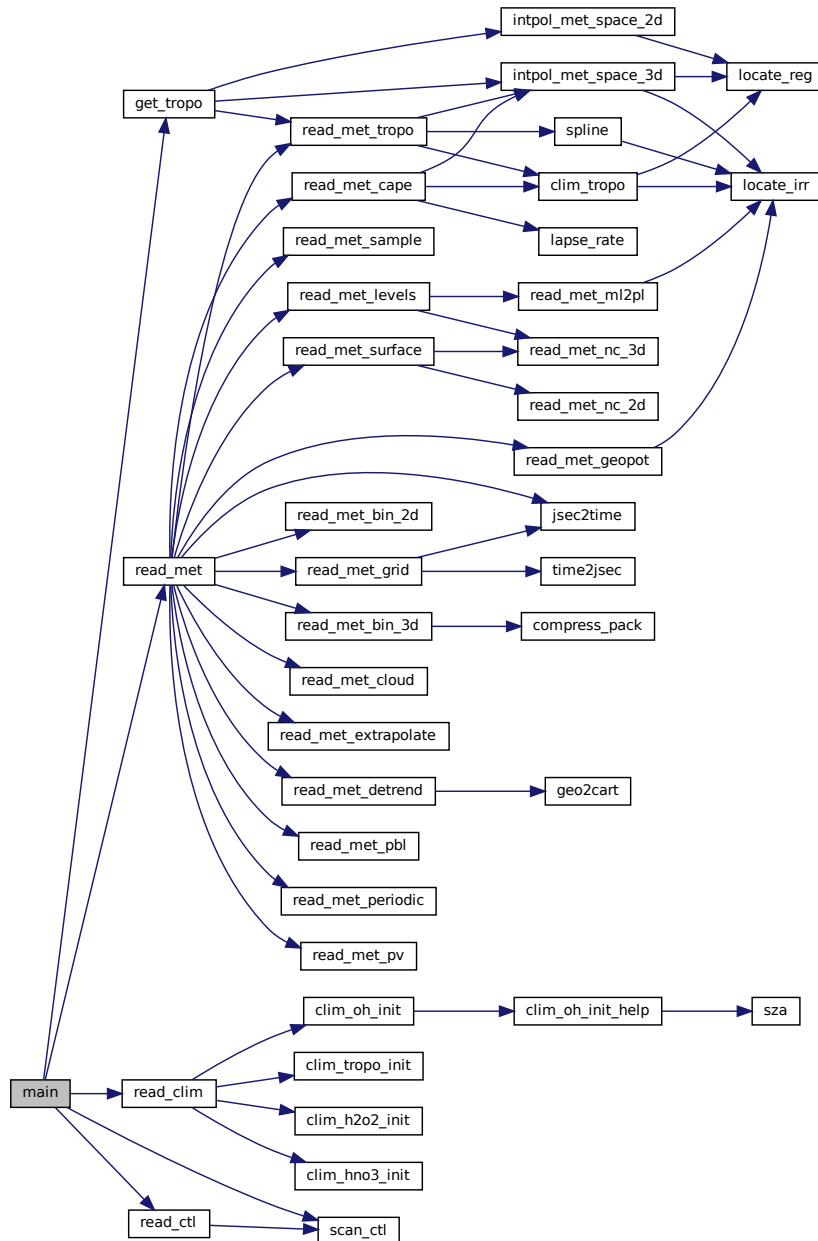 intpol_met_space_2d
intpol_met_space_3d
locate_reg
get_tropo
read_met_tropo
spline
read_met_cape
clim_tropo
locate_irr
read_met_sample
lapse_rate
read_met_levels
read_met_ml2pl
read_met_surface
read_met_nc_3d
read_met_nc_2d
read_met_geopot
read_met_bin_2d
jsec2time
read_met
read_met_grid
time2jsec
read_met_bin_3d
compress_pack
read_met_cloud
read_met_extrapolate
read_met_detrend
geo2cart
read_met_pbl
read_met_periodic
read_met_pv
clim_oh_init
clim_oh_init_help
sza
clim_tropo_init
main
read_clim
clim_h2o2_init
clim_hno3_init
read_ctl
scan_ctl